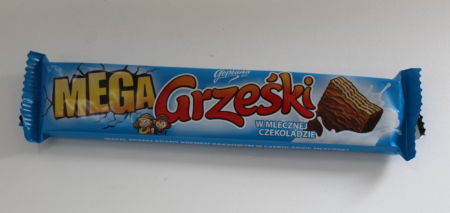 Goplana
MEGA Grześki
W MLECZNEJ
CZEKOLADZIE